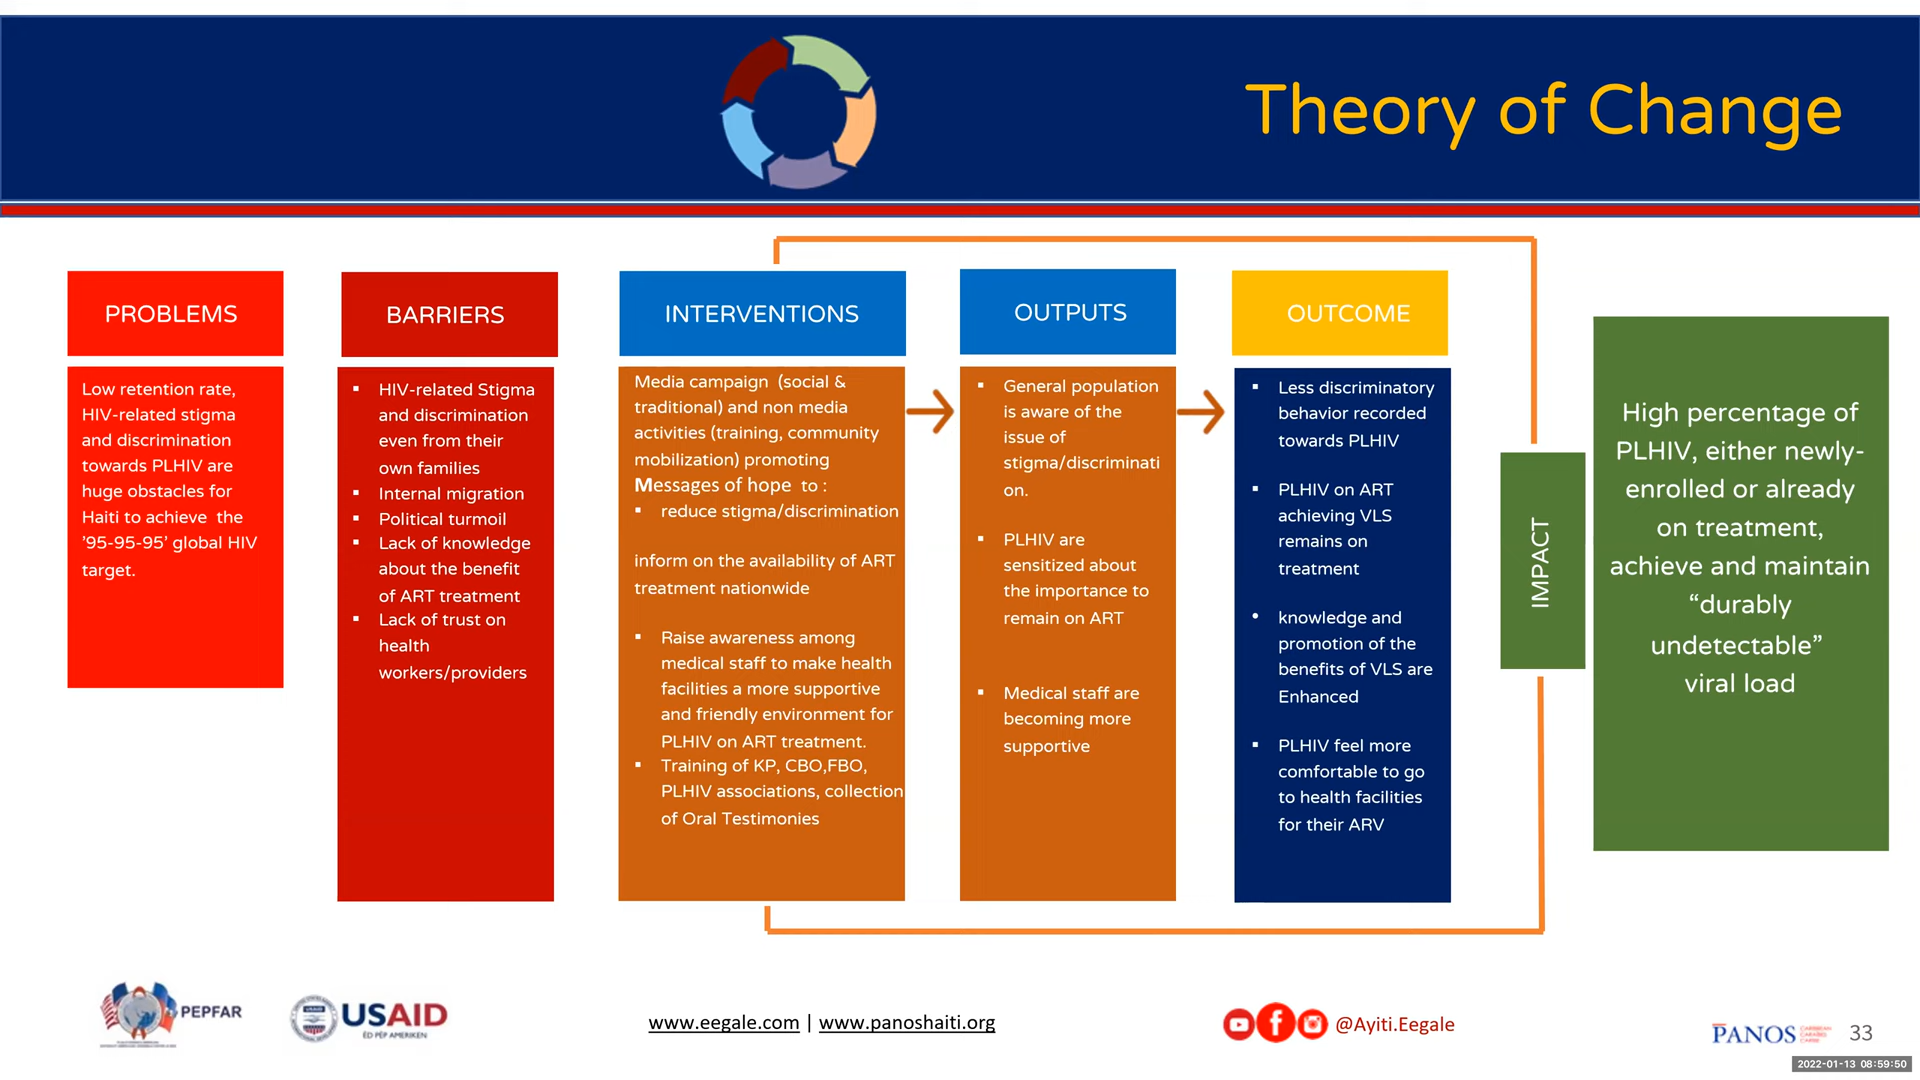 Theory of Change
PROBLEMS
Low retention rate,
HIV-related stigma
and discrimination
towards PLHIV are
huge obstacles for
Haiti to achieve the
'95-95-95' global HIV
target.
BARRIERS
▪ HIV-related Stigma
and discrimination
even from their
own families
▪ Internal migration
▪ Political turmoil
▪ Lack of knowledge
about the benefit
of ART treatment
▪ Lack of trust on
health
workers/providers
INTERVENTIONS
Media campaign (social &
traditional) and non media
activities (training, community
mobilization) promoting
Messages of hope to :
▪ reduce stigma/discrimination
inform on the availability of ART
treatment nationwide
▪ Raise awareness among
medical staff to make health
facilities a more supportive
and friendly environment for
PLHIV on ART treatment.
▪ Training of KP, CBO,FBO,
PLHIV associations, collection
of Oral Testimonies
OUTPUTS
▪ General population
is aware of the
issue of
stigma/discriminati
on.
▪ PLHIV are
sensitized about
the importance to
remain on ART
▪ Medical staff are
becoming more
supportive
OUTCOME
▪ Less discriminatory
behavior recorded
towards PLHIV
▪ PLHIV on ART
achieving VLS
remains on
treatment
• knowledge and
promotion of the
benefits of VLS are
Enhanced
▪ PLHIV feel more
comfortable to go
to health facilities
for their ARV
IMPACT
High percentage of
PLHIV, either newly-
enrolled or already
on treatment,
achieve and maintain
“durably
undetectable”
viral load
PEPFAR
USAID
ÈD PÈP AMERIKEN
www.eegale.com | www.panoshaiti.org
@Ayiti.Eegale
PANOS
33
2022-01-13 08:59:50